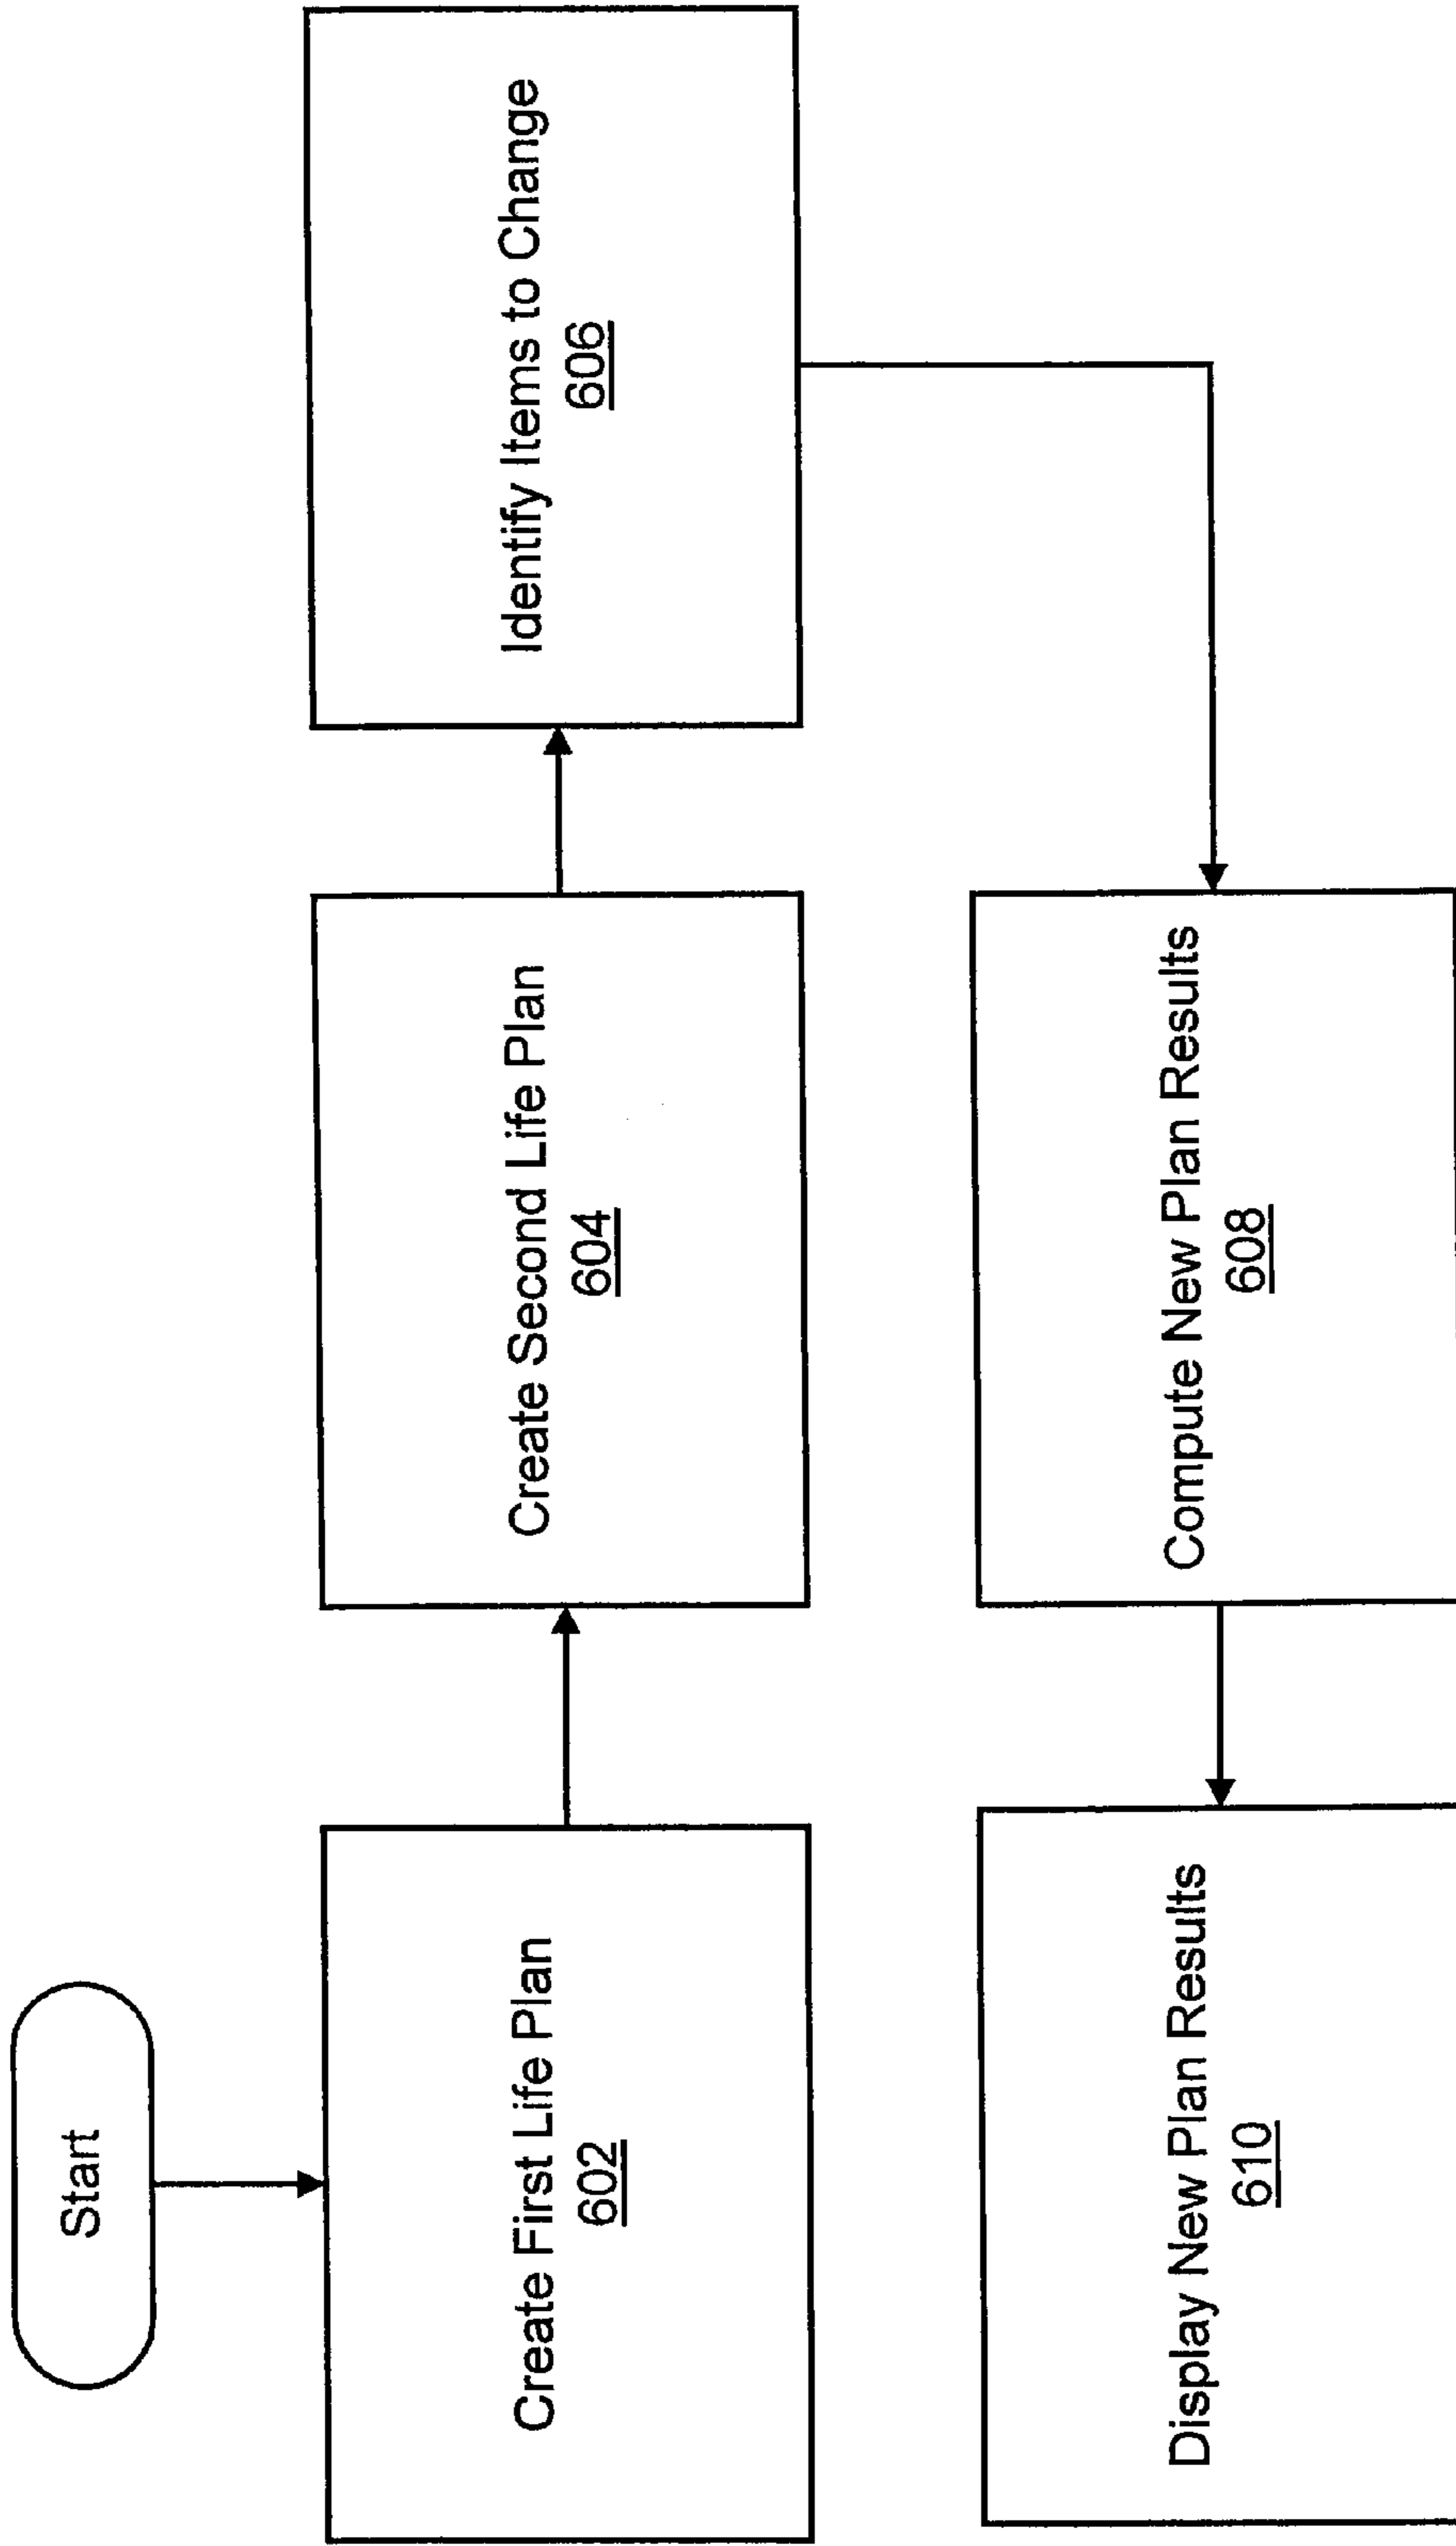 Start
Create First Life Plan
602
Create Second Life Plan
604
Identify Items to Change
606
Compute New Plan Results
608
Display New Plan Results
610